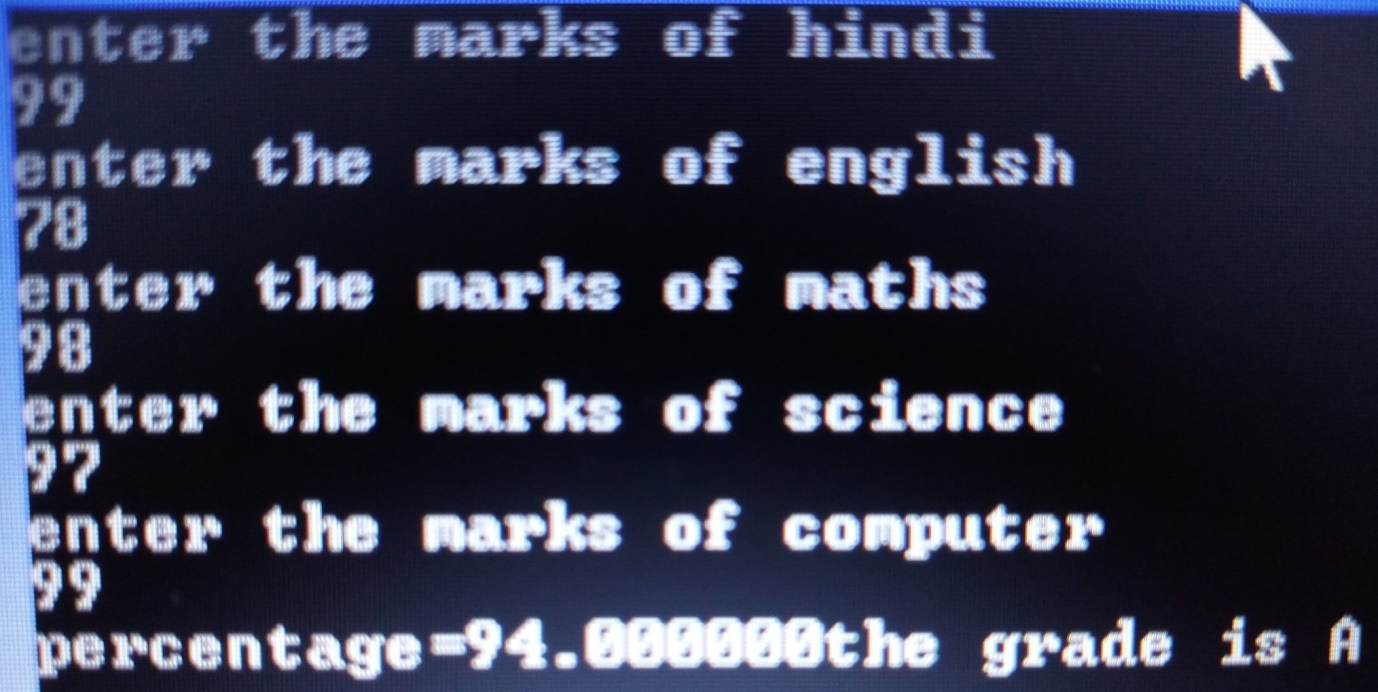 enter the marks of hindi
99
enter the marks of english
78
enter the marks of maths
98
enter the marks of science
97
enter the marks of computer
99
percentage=94.000000the grade is A